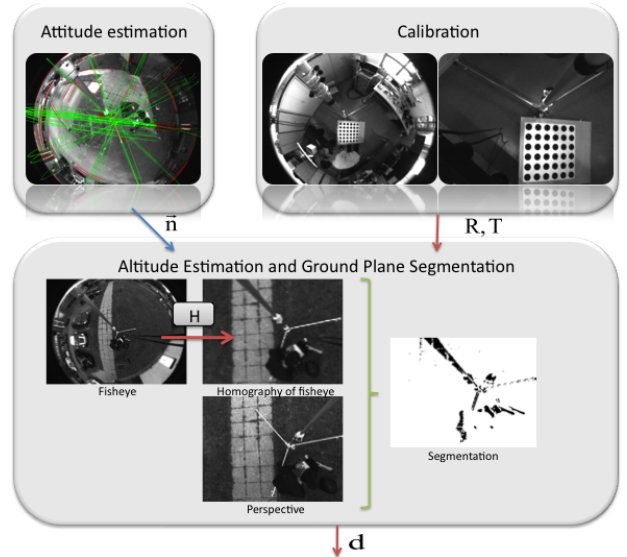 Attitude estimation
Calibration
n⃗
R, T
Altitude Estimation and Ground Plane Segmentation
H
Fisheye
Homography of fisheye
Segmentation
Perspective
d